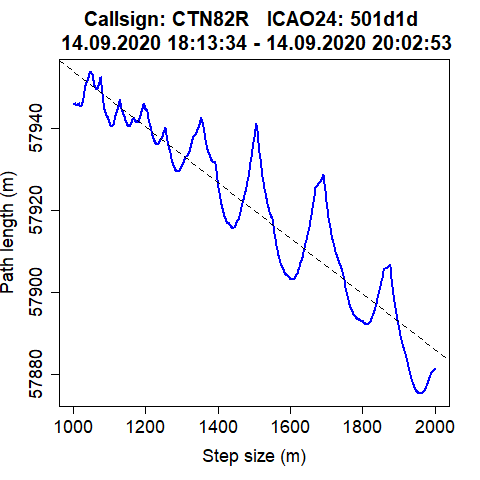 Callsign: CTN82R   ICAO24: 501d1d
14.09.2020 18:13:34 - 14.09.2020 20:02:53
Path length (m)
57940
57920
57900
57880
1000 1200 1400 1600 1800 2000
Step size (m)